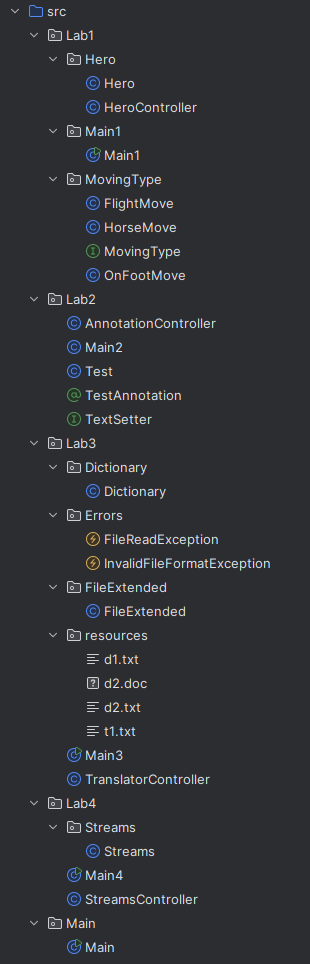 src
Lab1
Hero
Hero
HeroController
Main1
Main1
MovingType
FlightMove
HorseMove
MovingType
OnFootMove
Lab2
AnnotationController
Main2
Test
TestAnnotation
TextSetter
Lab3
Dictionary
Dictionary
Errors
FileReadException
InvalidFileFormatException
FileExtended
FileExtended
resources
d1.txt
d2.doc
d2.txt
t1.txt
Main3
TranslatorController
Lab4
Streams
Streams
Main4
StreamsController
Main
Main